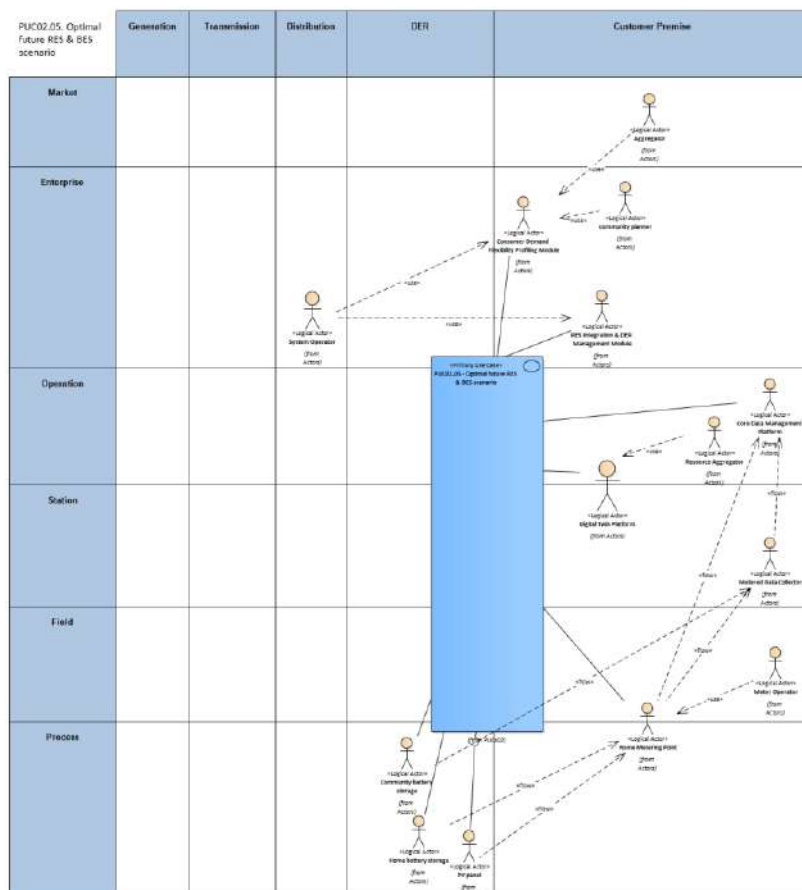 PUC02.05. Optimal
future RES & BES
scenario
Generation
Transmission
Distribution
DER
Customer Premise
Market
«Logical Actor»
Aggregator
(from
Actors)
«use»
Enterprise
«Logical Actor»
Community planner
(from
Actors)
«use»
«Logical Actor»
Consumer Demand
Flexibility Profiling Module
(from
Actors)
«use»
«Logical Actor»
System Operator
(from
Actors)
«use»
«Logical Actor»
RES Integration & DER
Management Module
(from
Actors)
«Primary Use Case»
PUC02.05 - Optimal future RES
& BES scenario
Operation
«Logical Actor»
Core Data Management
Platform
(from
Actors)
«Logical Actor»
Resource Aggregator
(from
Actors)
«use»
Station
«Logical Actor»
Digital Twin Platform
(from Actors)
«flow»
«Logical Actor»
Metered Data Collector
(from
Actors)
«flow»
Field
«flow»
«flow»
«Logical Actor»
Meter Operator
(from
Actors)
«use»
Process
«Logical Actor»
Home Metering Point
(from
Actors)
«Logical Actor»
Community battery
storage
(from
Actors)
«flow»
«flow»
«Logical Actor»
Home battery storage
(from
Actors)
«Logical Actor»
PV panel
(from